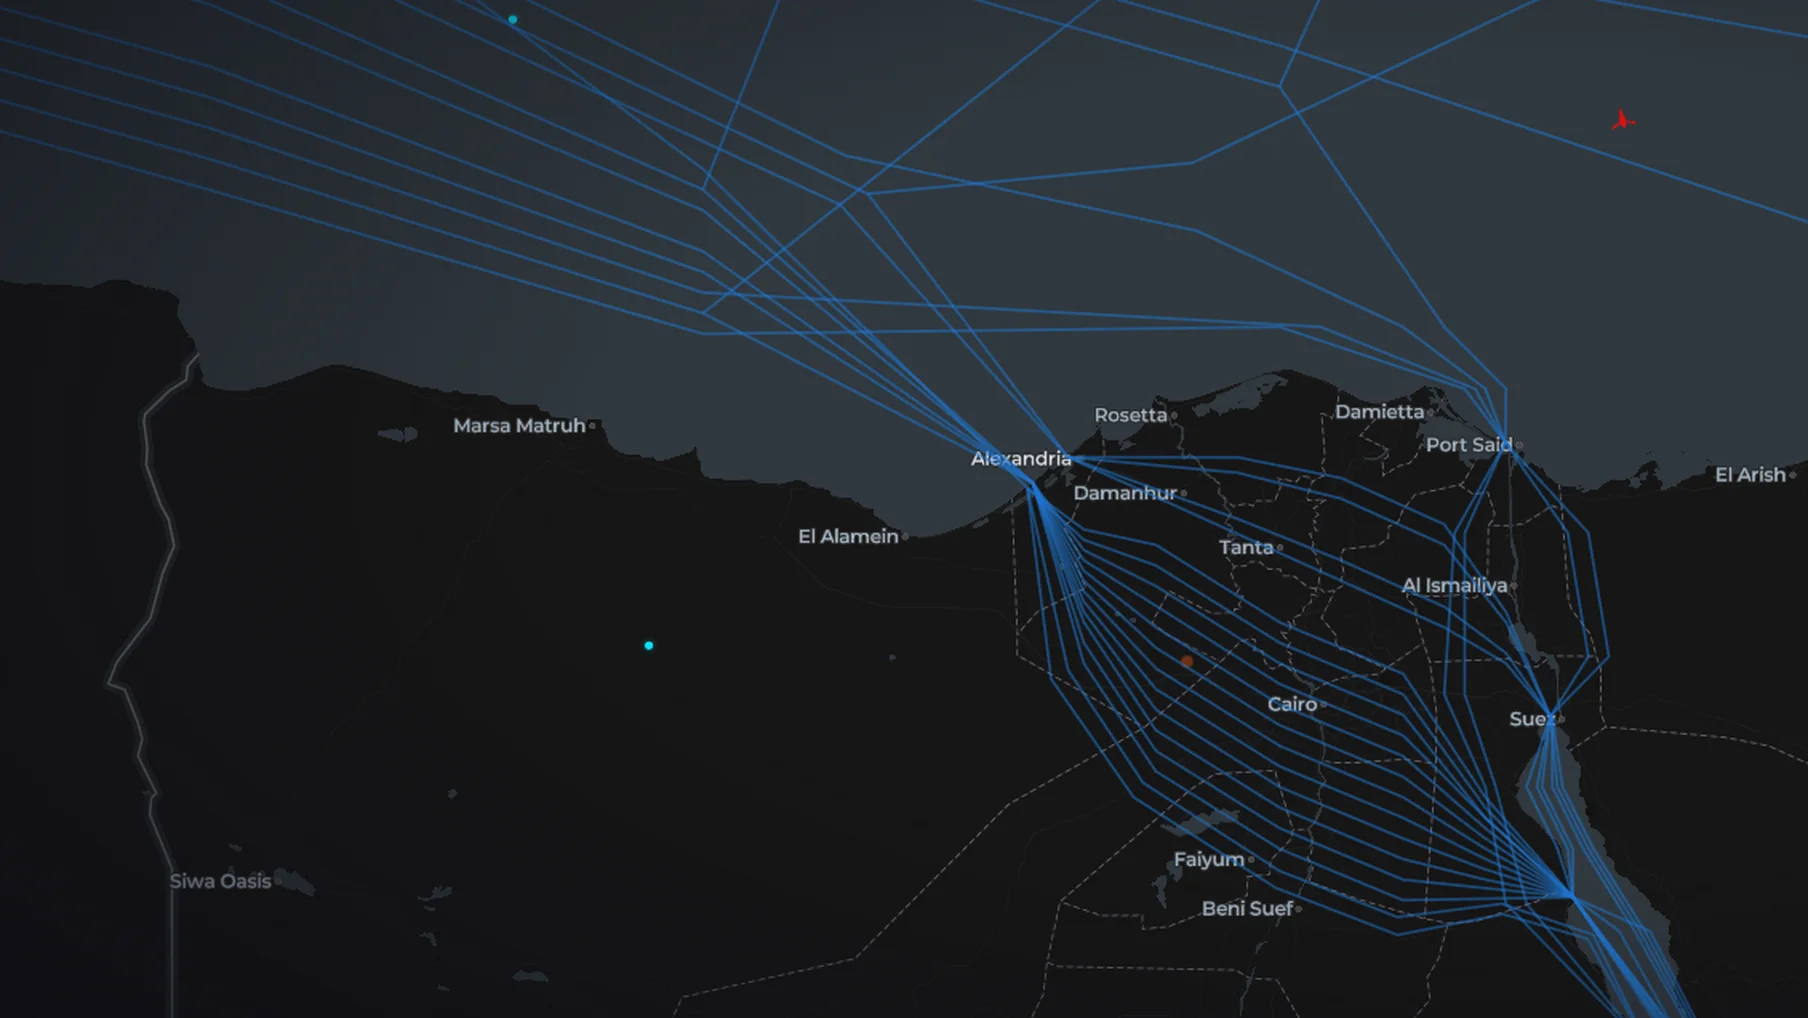 Rosetta
Damietta
Marsa Matruh
Port Said
Alexandria
El Arish
Damanhur
El Alamein
Tanta
Al Ismailiya
Cairo
Suez
Faiyum
Siwa Oasis
Beni Suef